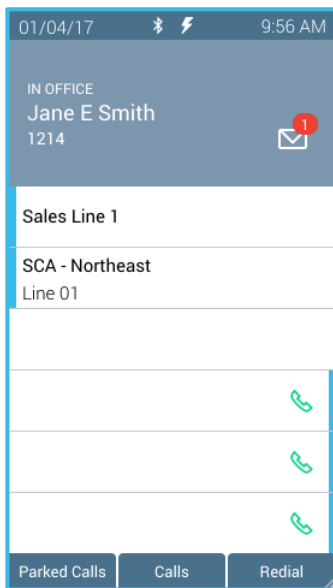 01/04/17 9:56 AM
IN OFFICE
Jane E Smith
1214
1
Sales Line 1
SCA - Northeast
Line 01
Parked Calls Calls Redial